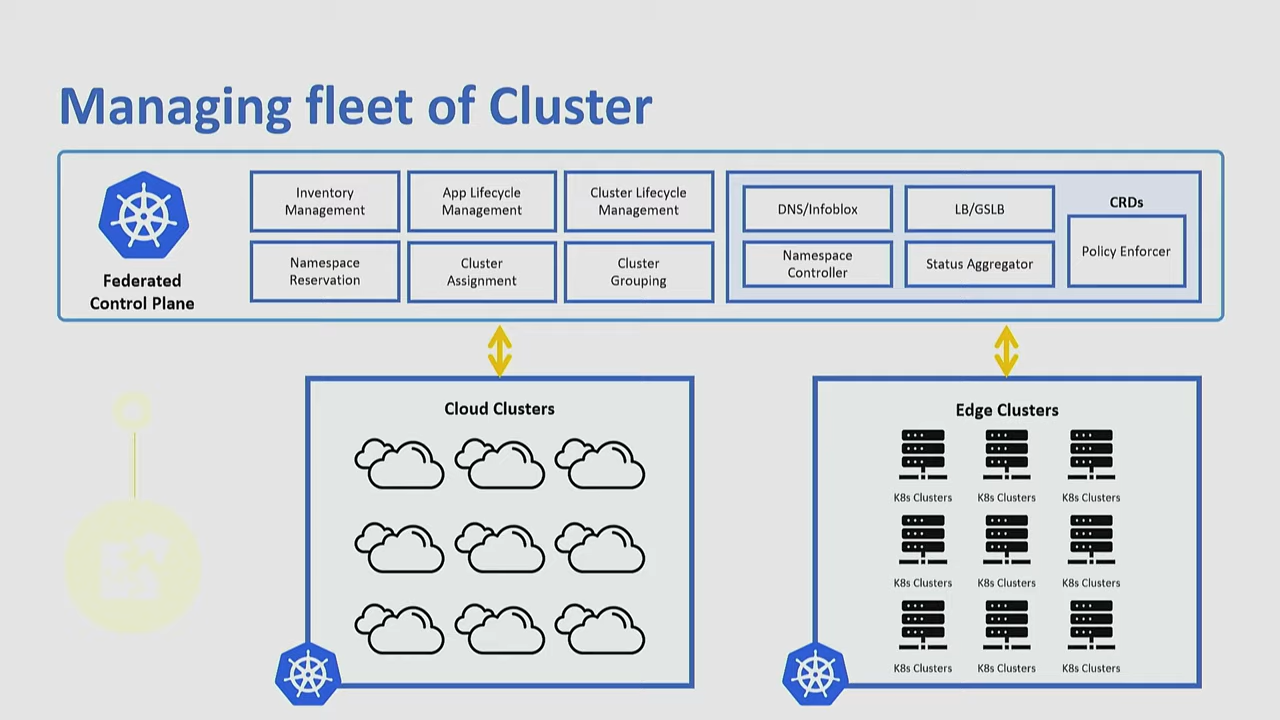 Managing fleet of Cluster
Federated
Control Plane
Inventory
Management
App Lifecycle
Management
Cluster Lifecycle
Management
Namespace
Reservation
Cluster
Assignment
Cluster
Grouping
DNS/Infoblox
LB/GSLB
CRDs
Namespace
Controller
Status Aggregator
Policy Enforcer
Cloud Clusters
Edge Clusters
K8s Clusters
K8s Clusters
K8s Clusters
K8s Clusters
K8s Clusters
K8s Clusters
K8s Clusters
K8s Clusters
K8s Clusters